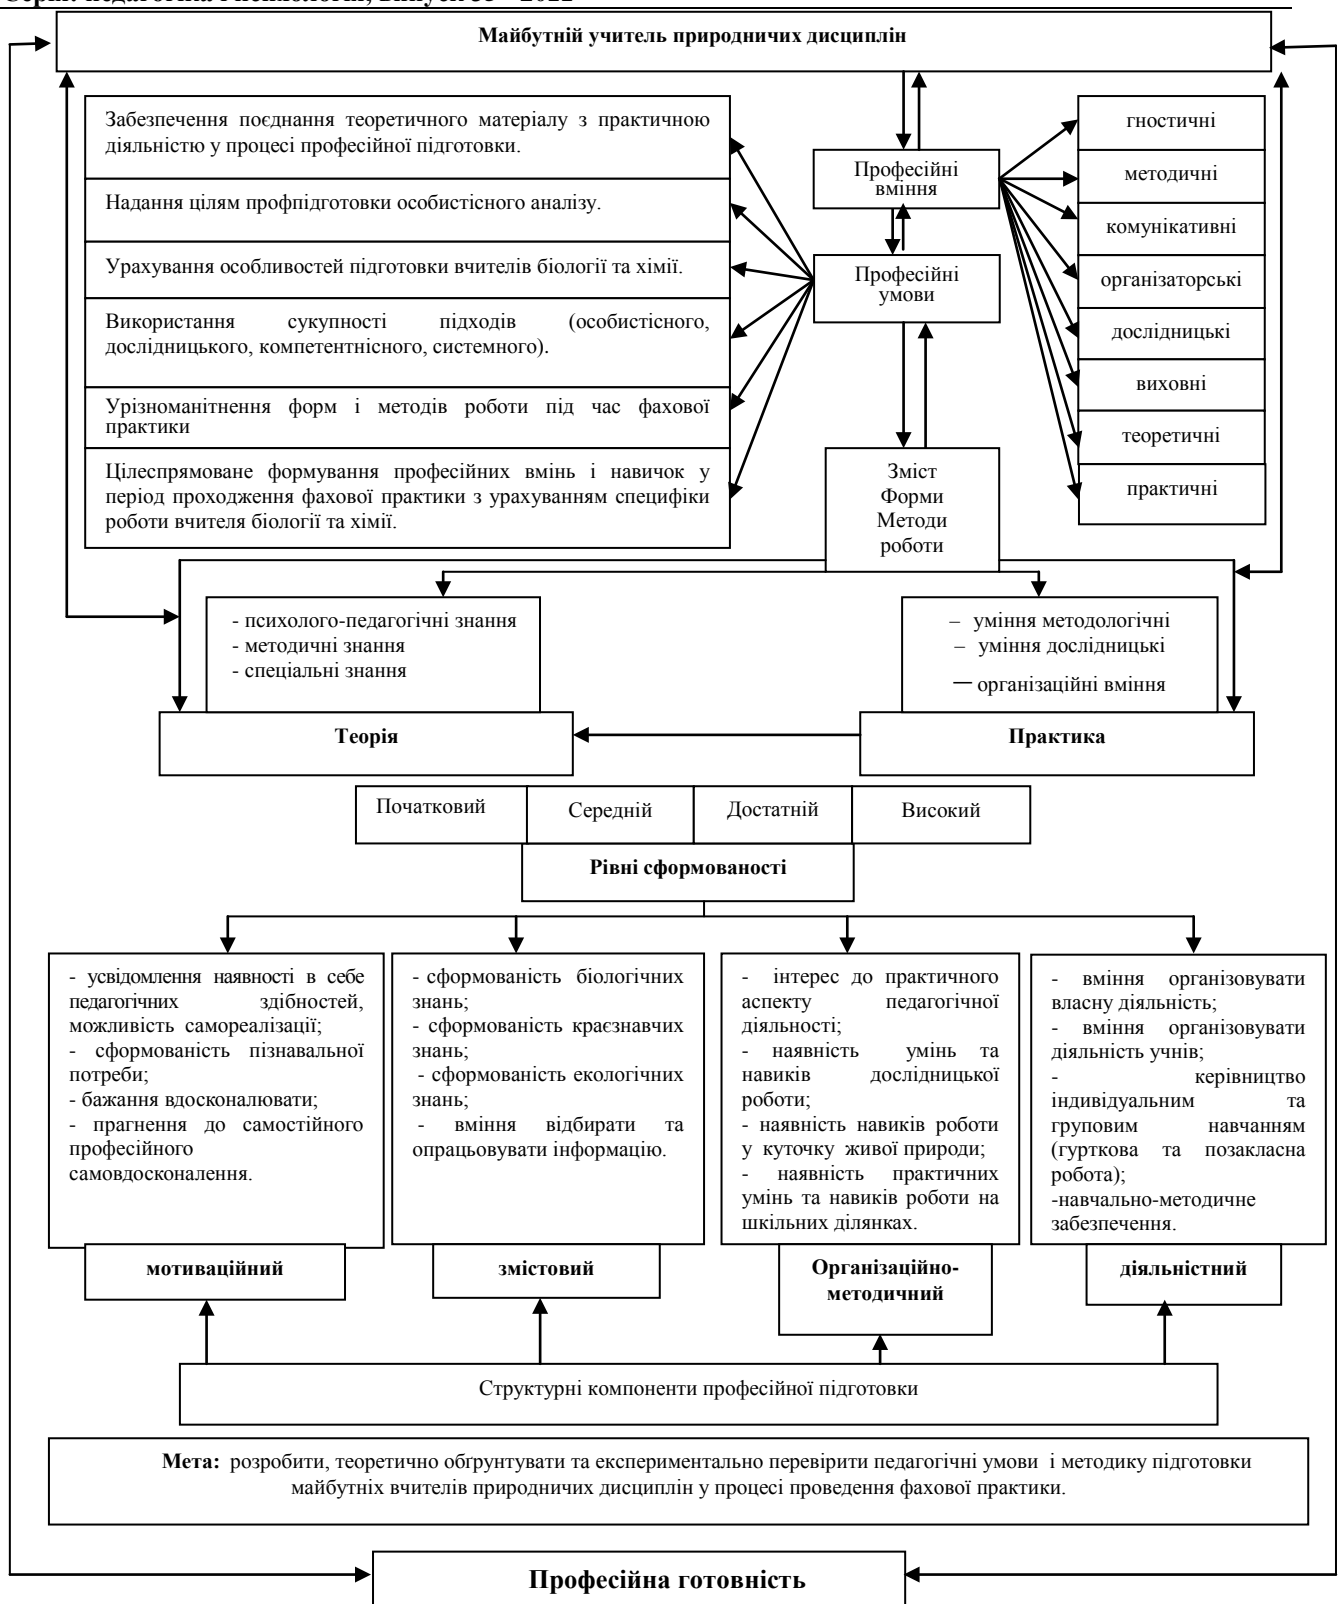 Серія: педагогіка і психологія, Випуск 53 - 2022
Майбутній учитель природничих дисциплін
Забезпечення поєднання теоретичного матеріалу з практичною
діяльністю у процесі професійної підготовки.
Надання цілям профпідготовки особистісного аналізу.
Урахування особливостей підготовки вчителів біології та хімії.
Використання сукупності підходів (особистісного,
дослідницького, компетентнісного, системного).
Урізноманітнення форм і методів роботи під час фахової
практики
Цілеспрямоване формування професійних вмінь і навичок у
період проходження фахової практики з урахуванням специфіки
роботи вчителя біології та хімії.
Професійні
вміння
Професійні
умови
Зміст
Форми
Методи
роботи
гностичні
методичні
комунікативні
організаторські
дослідницькі
виховні
теоретичні
практичні
- психолого-педагогічні знання
- методичні знання
- спеціальні знання
Теорія
– уміння методологічні
– уміння дослідницькі
– організаційні вміння
Практика
Початковий
Середній
Достатній
Високий
Рівні сформованості
- усвідомлення наявності в себе
педагогічних здібностей,
можливість самореалізації;
- сформованість пізнавальної
потреби;
- бажання вдосконалювати;
- прагнення до самостійного
професійного
самовдосконалення.
мотиваційний
- сформованість біологічних
знань;
- сформованість краєзнавчих
знань;
- сформованість екологічних
знань;
- вміння відбирати та
опрацьовувати інформацію.
змістовий
- інтерес до практичного
аспекту педагогічної
діяльності;
- наявність умінь та
навиків дослідницької
роботи;
- наявність навиків роботи
у куточку живої природи;
- наявність практичних
умінь та навиків роботи на
шкільних ділянках.
Організаційно-
методичний
- вміння організовувати
власну діяльність;
- вміння організовувати
діяльність учнів;
- керівництво
індивідуальним та
груповим навчанням
(гурткова та позакласна
робота);
-навчально-методичне
забезпечення.
діяльністний
Структурні компоненти професійної підготовки
Мета: розробити, теоретично обґрунтувати та експериментально перевірити педагогічні умови і методику підготовки
майбутніх вчителів природничих дисциплін у процесі проведення фахової практики.
Професійна готовність